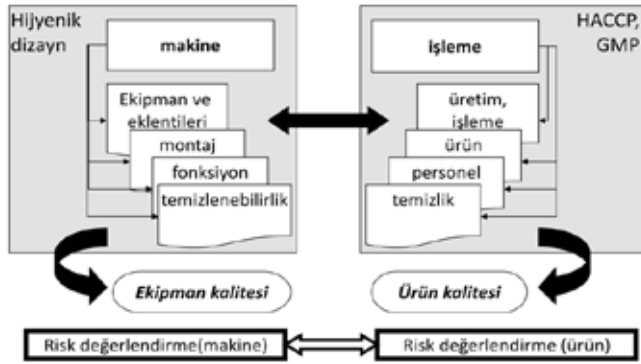 Hijyenik
dizayn
makine
Ekipman ve
eklentileri
montaj
fonksiyon
temizlenebilirlik
HACCP,
GMP
işleme
üretim,
işleme
ürün
personel
temizlik
Ekipman kalitesi
Ürün kalitesi
Risk değerlendirme(makine)
Risk değerlendirme (ürün)